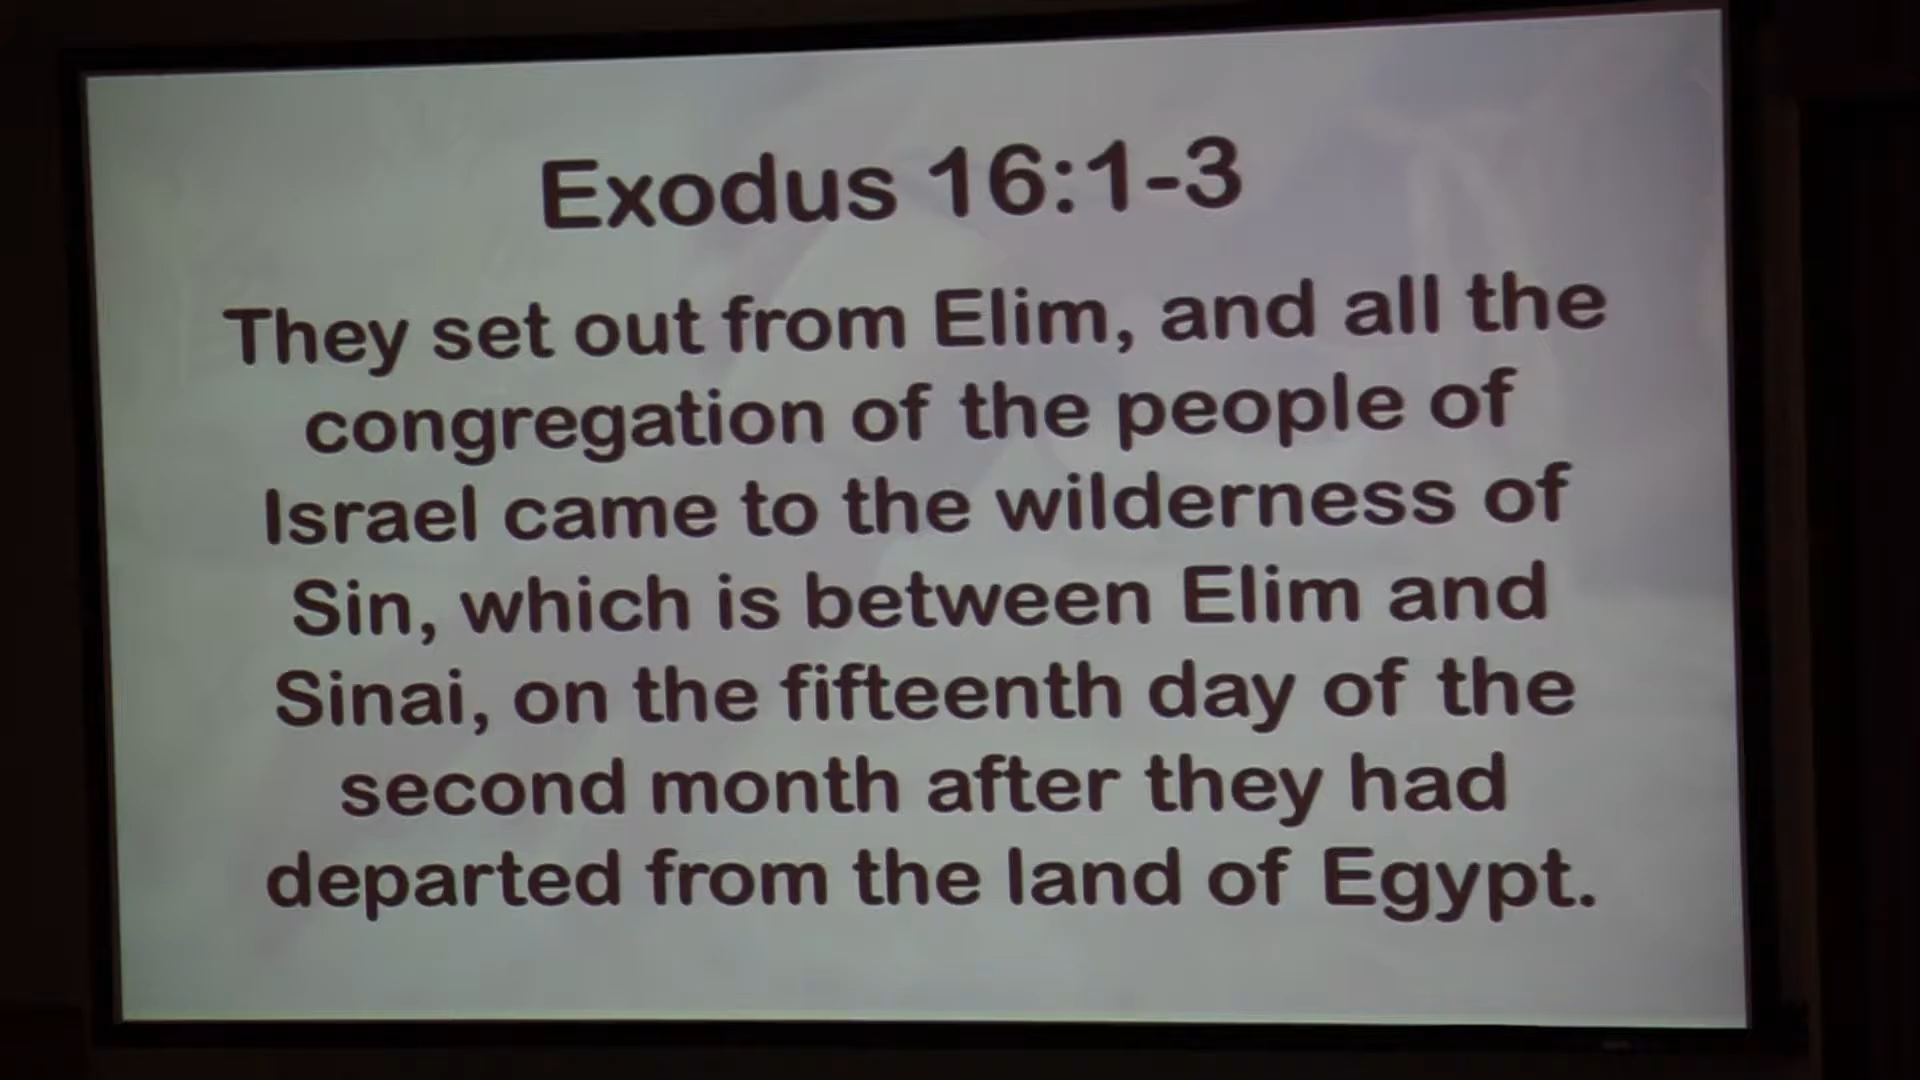 Exodus 16:1-3
They set out from Elim, and all the
congregation of the people of
Israel came to the wilderness of
Sin, which is between Elim and
Sinai, on the fifteenth day of the
second month after they had
departed from the land of Egypt.